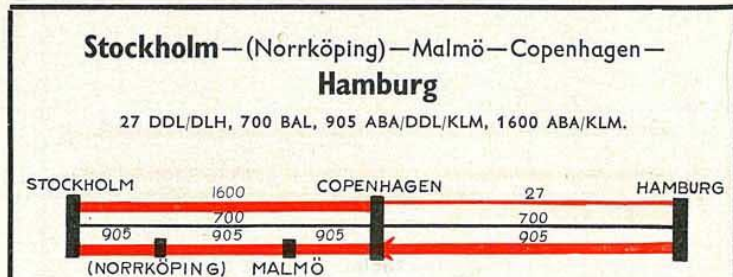 Stockholm—(Norrköping)—Malmö—Copenhagen—
Hamburg
27 DDL/DLH, 700 BAL, 905 ABA/DDL/KLM, 1600 ABA/KLM.
STOCKHOLM 1600 COPENHAGEN 27 HAMBURG
700 700
905 905 905 905
(NORRKÖPING) MALMÖ